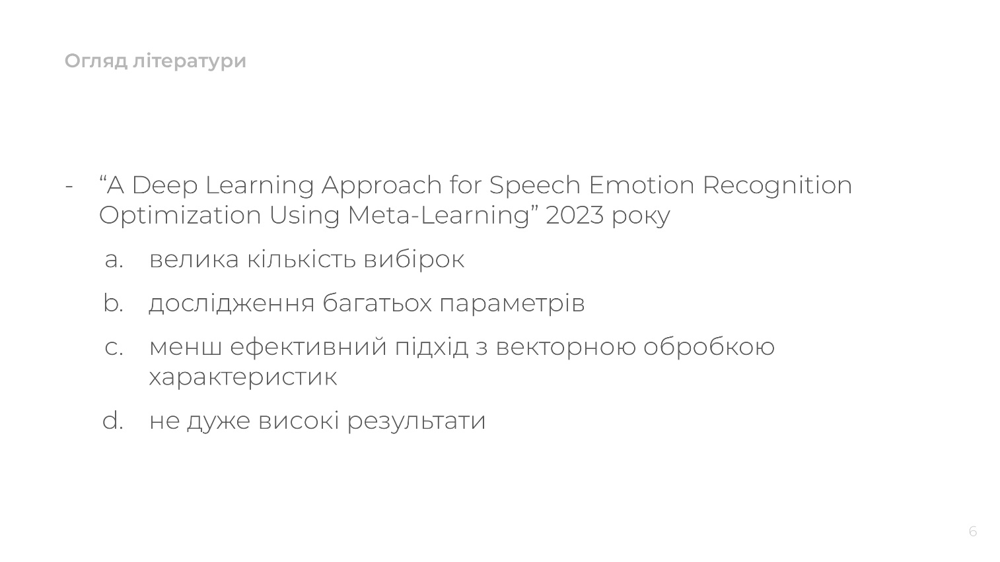 Огляд літератури
- “A Deep Learning Approach for Speech Emotion Recognition
Optimization Using Meta-Learning” 2023 року
a. велика кількість вибірок
b. дослідження багатьох параметрів
c. менш ефективний підхід з векторною обробкою
характеристик
d. не дуже високі результати
6